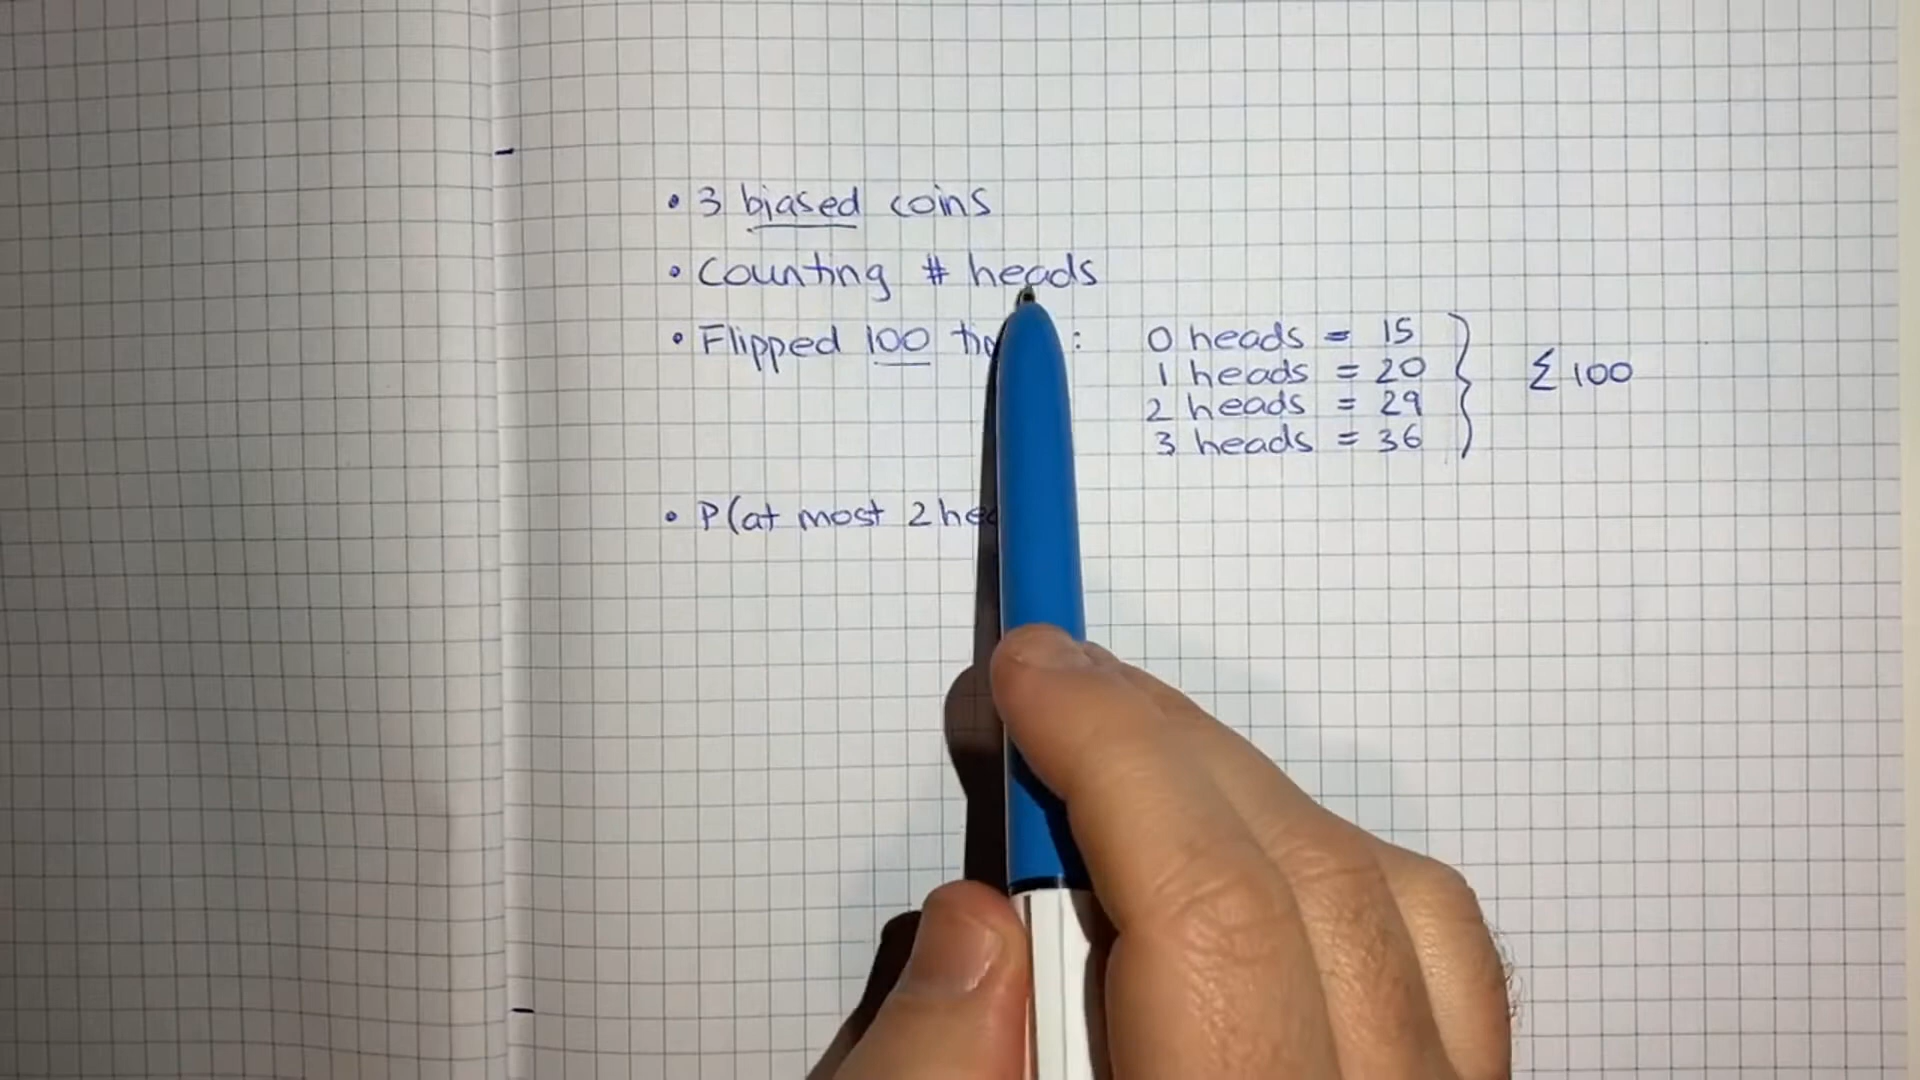 • 3 biased coins
• Counting # heads
• Flipped 100 :
0 heads = 15
1 heads = 20
2 heads = 29
3 heads = 36
Σ 100
• P(at most 2